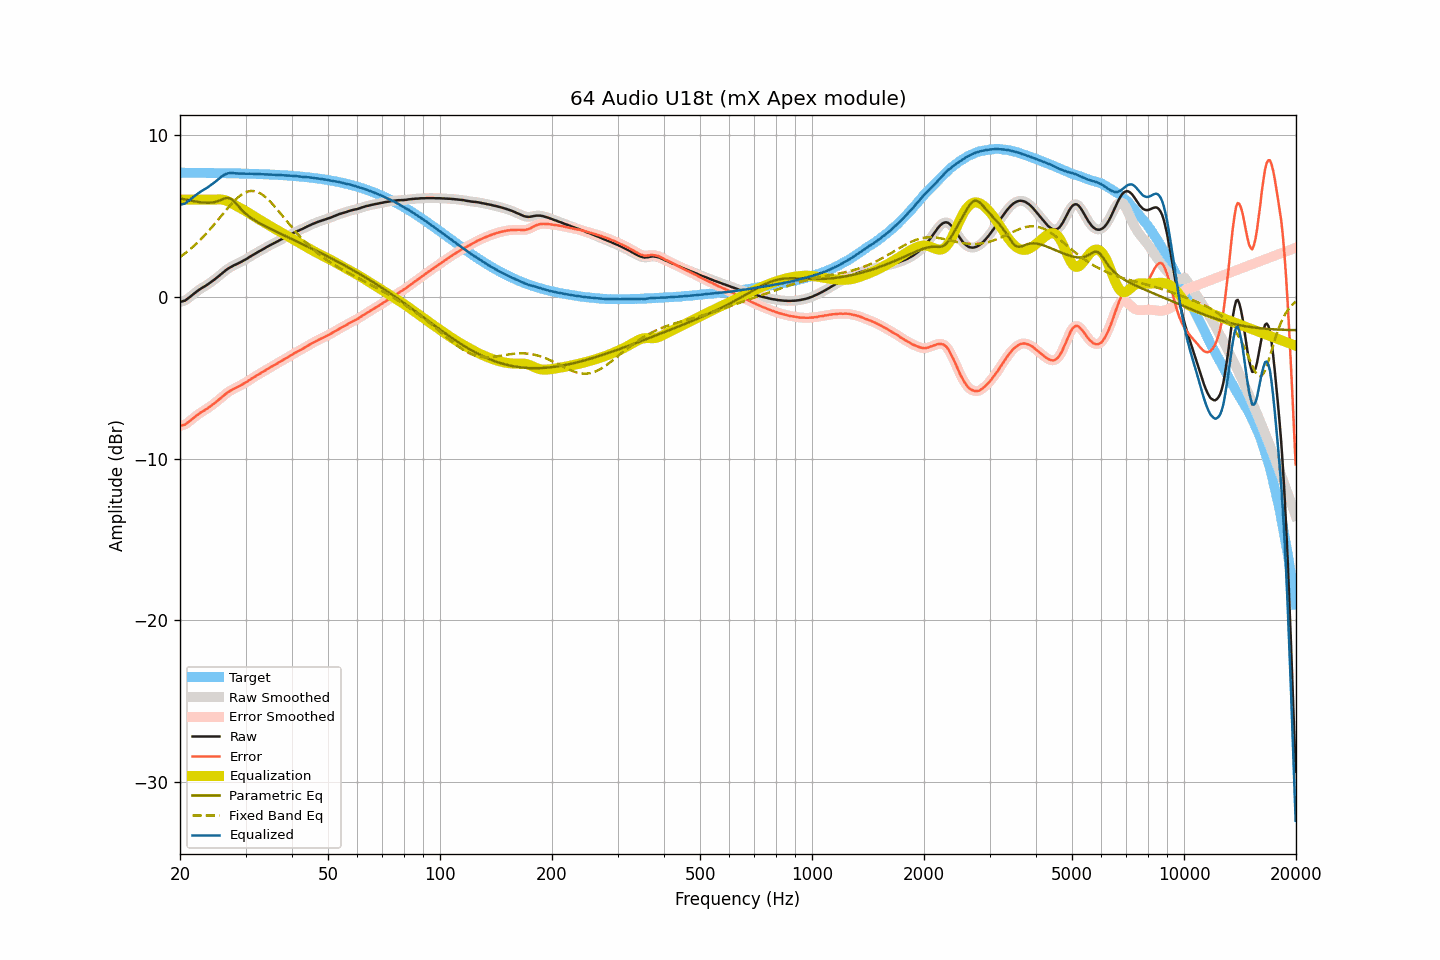 64 Audio U18t (mX Apex module)
Amplitude (dBr)
10
0
−10
−20
−30
Target
Raw Smoothed
Error Smoothed
Raw
Error
Equalization
Parametric Eq
Fixed Band Eq
Equalized
20 50 100 200 500 1000 2000 5000 10000 20000
Frequency (Hz)